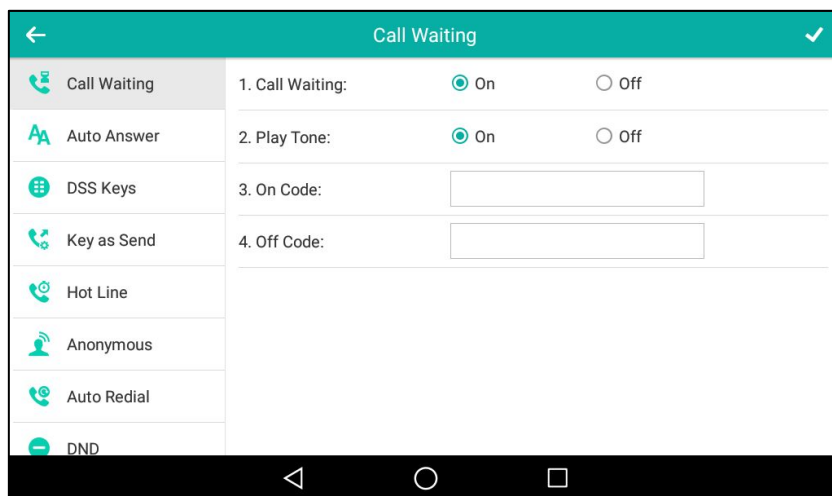 Call Waiting
Call Waiting
Auto Answer
DSS Keys
Key as Send
Hot Line
Anonymous
Auto Redial
DND
1. Call Waiting: On Off
2. Play Tone: On Off
3. On Code:
4. Off Code: